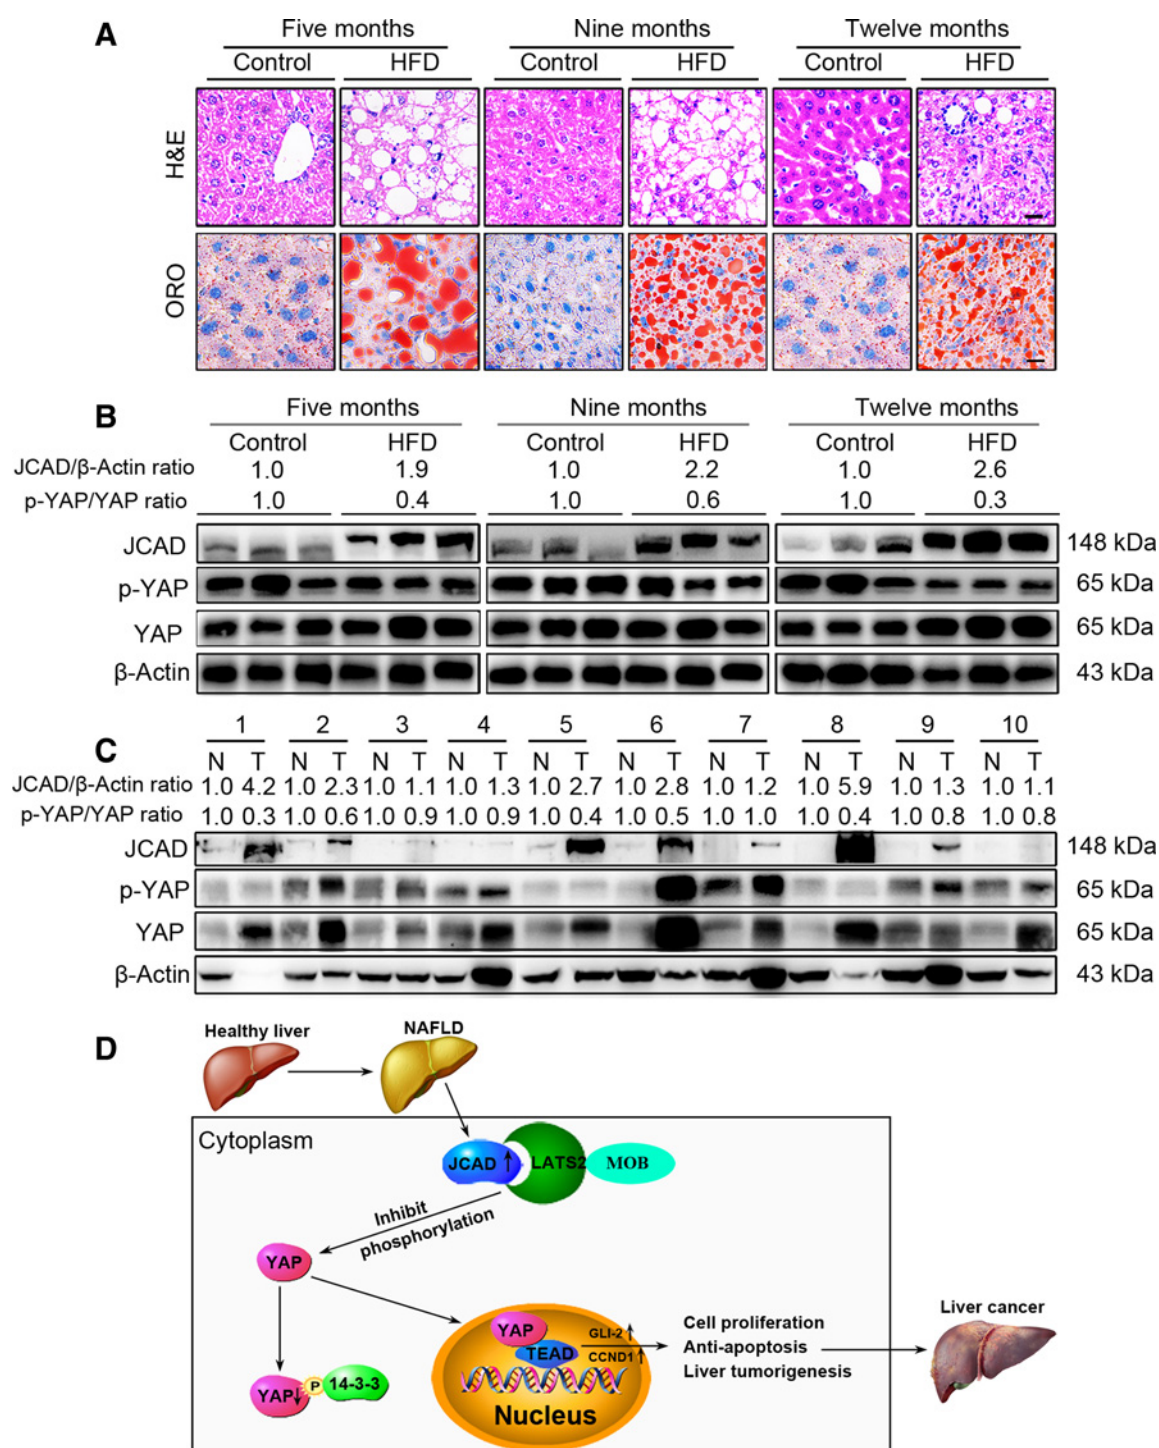 A
Five months Nine months Twelve months
Control HFD Control HFD Control HFD
H&E
ORO
B
Five months Nine months Twelve months
Control HFD Control HFD Control HFD
JCAD/β-Actin ratio 1.0 1.9 1.0 2.2 1.0 2.6
p-YAP/YAP ratio 1.0 0.4 1.0 0.6 1.0 0.3
JCAD 148 kDa
p-YAP 65 kDa
YAP 65 kDa
β-Actin 43 kDa
C
1 2 3 4 5 6 7 8 9 10
N T N T N T N T N T N T N T N T N T N T
JCAD/β-Actin ratio 1.0 4.2 1.0 2.3 1.0 1.1 1.0 1.3 1.0 2.7 1.0 2.8 1.0 1.2 1.0 5.9 1.0 1.3 1.0 1.1
p-YAP/YAP ratio 1.0 0.3 1.0 0.6 1.0 0.9 1.0 0.9 1.0 0.4 1.0 0.5 1.0 1.0 1.0 0.4 1.0 0.8 1.0 0.8
JCAD 148 kDa
p-YAP 65 kDa
YAP 65 kDa
β-Actin 43 kDa
D
Healthy liver NAFLD
Cytoplasm
JCAD LATS2 MOB
Inhibit
phosphorylation
YAP
YAP P 14-3-3
YAP
TEAD
GLI-2
CCND1
Nucleus
Cell proliferation
Anti-apoptosis
Liver tumorigenesis
Liver cancer